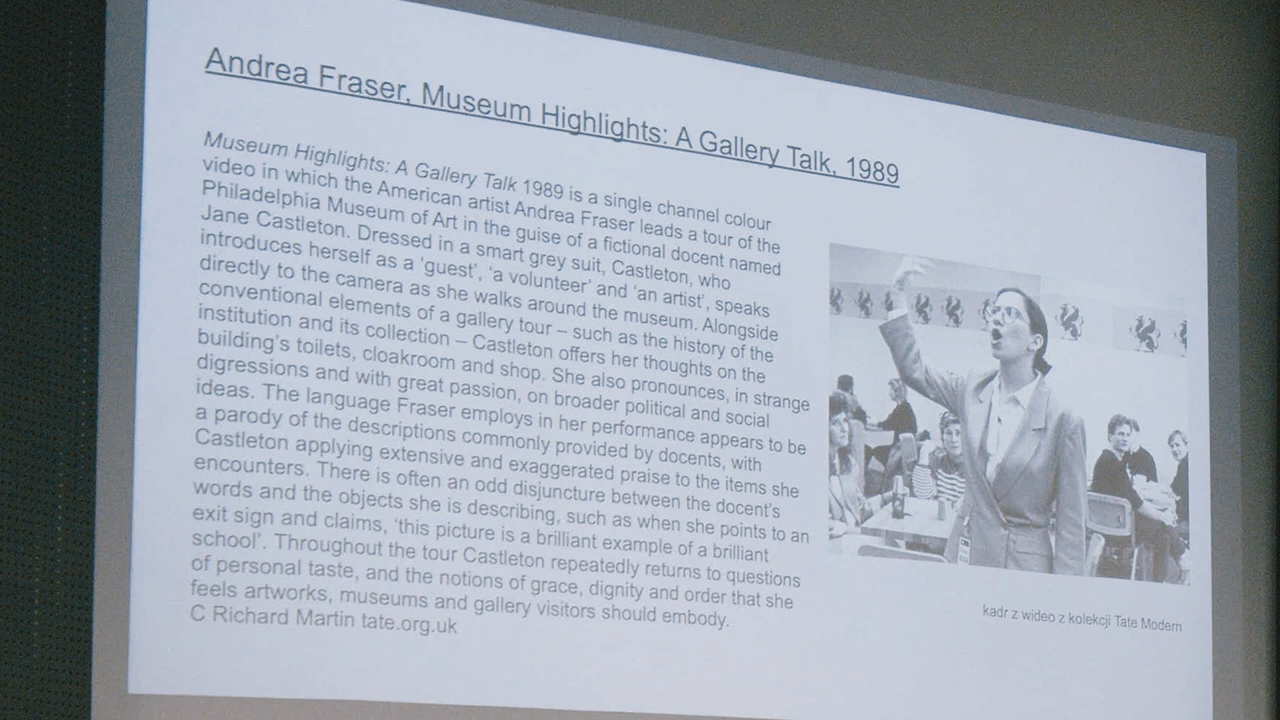 Andrea Fraser, Museum Highlights: A Gallery Talk, 1989
Museum Highlights: A Gallery Talk 1989 is a single channel colour
video in which the American artist Andrea Fraser leads a tour of the
Philadelphia Museum of Art in the guise of a fictional docent named
Jane Castleton. Dressed in a smart grey suit, Castleton, who
introduces herself as a ‘guest’, ‘a volunteer’ and ‘an artist’, speaks
directly to the camera as she walks around the museum. Alongside
conventional elements of a gallery tour – such as the history of the
institution and its collection – Castleton offers her thoughts on the
building’s toilets, cloakroom and shop. She also pronounces, in strange
digressions and with great passion, on broader political and social
ideas. The language Fraser employs in her performance appears to be
a parody of the descriptions commonly provided by docents, with
Castleton applying extensive and exaggerated praise to the items she
encounters. There is often an odd disjuncture between the docent’s
words and the objects she is describing, such as when she points to an
exit sign and claims, ‘this picture is a brilliant example of a brilliant
school’. Throughout the tour Castleton repeatedly returns to questions
of personal taste, and the notions of grace, dignity and order that she
feels artworks, museums and gallery visitors should embody.
C Richard Martin tate.org.uk
kadr z wideo z kolekcji Tate Modern